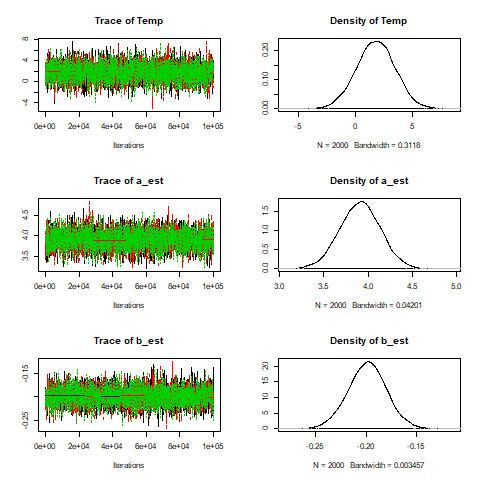 Trace of Temp
8
4
0
-4
0e+00 2e+04 4e+04 6e+04 8e+04 1e+05
Iterations
Density of Temp
0.20
0.10
0.00
-5 0 5
N = 2000 Bandwidth = 0.3118
Trace of a_est
4.5
4.0
3.5
0e+00 2e+04 4e+04 6e+04 8e+04 1e+05
Iterations
Density of a_est
1.5
1.0
0.5
0.0
3.0 3.5 4.0 4.5 5.0
N = 2000 Bandwidth = 0.04201
Trace of b_est
-0.15
-0.25
0e+00 2e+04 4e+04 6e+04 8e+04 1e+05
Iterations
Density of b_est
20
15
10
5
0
-0.25 -0.20 -0.15
N = 2000 Bandwidth = 0.003457